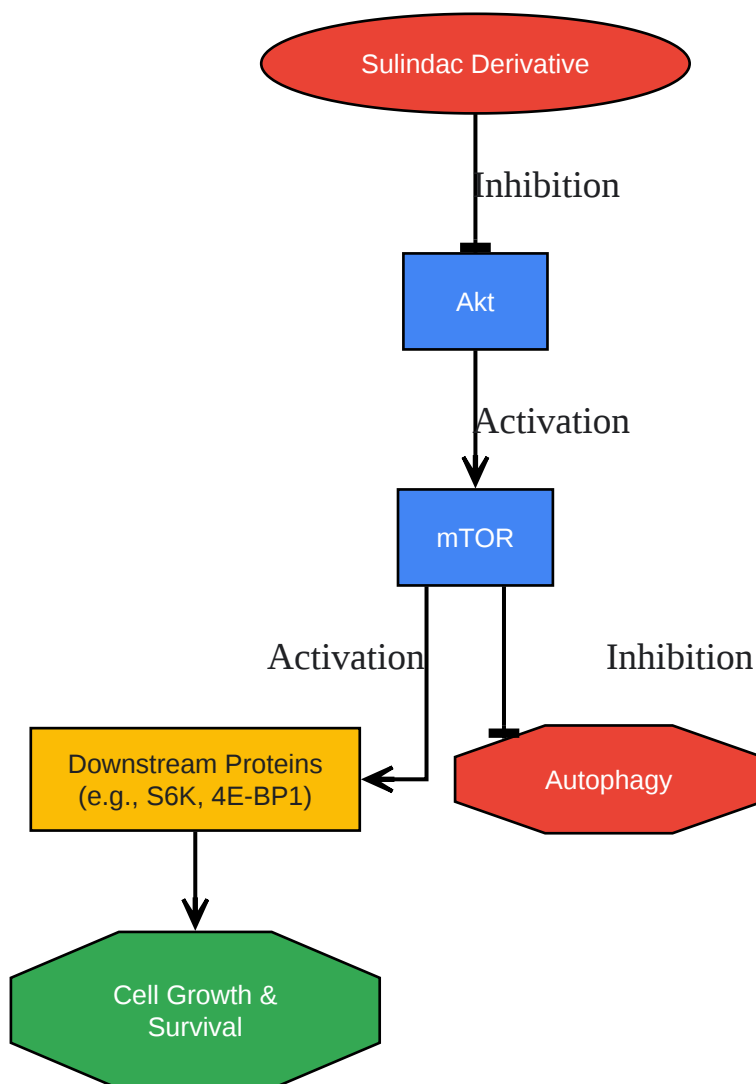 Sulindac Derivative
Inhibition
Akt
Activation
mTOR
Activation
Inhibition
Downstream Proteins
(e.g., S6K, 4E-BP1)
Autophagy
Cell Growth &
Survival